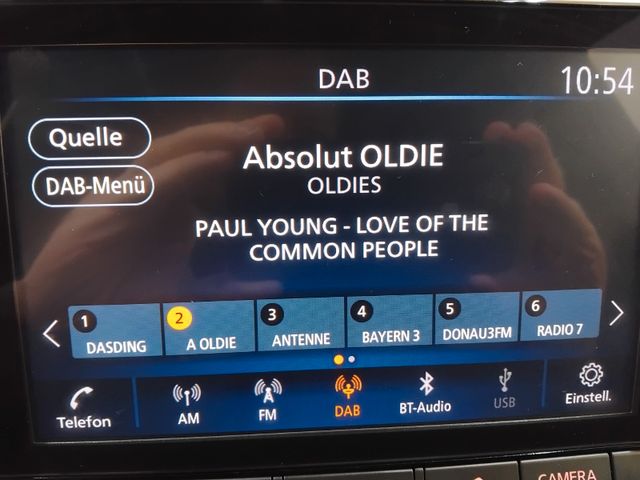 DAB
10:54
Quelle
DAB-Menü
Absolut OLDIE
OLDIES
PAUL YOUNG - LOVE OF THE
COMMON PEOPLE
1
DASDING
2
A OLDIE
3
ANTENNE
4
BAYERN 3
5
DONAU3FM
6
RADIO 7
Telefon
AM
FM
DAB
BT-Audio
USB
Einstell.
CAMERA